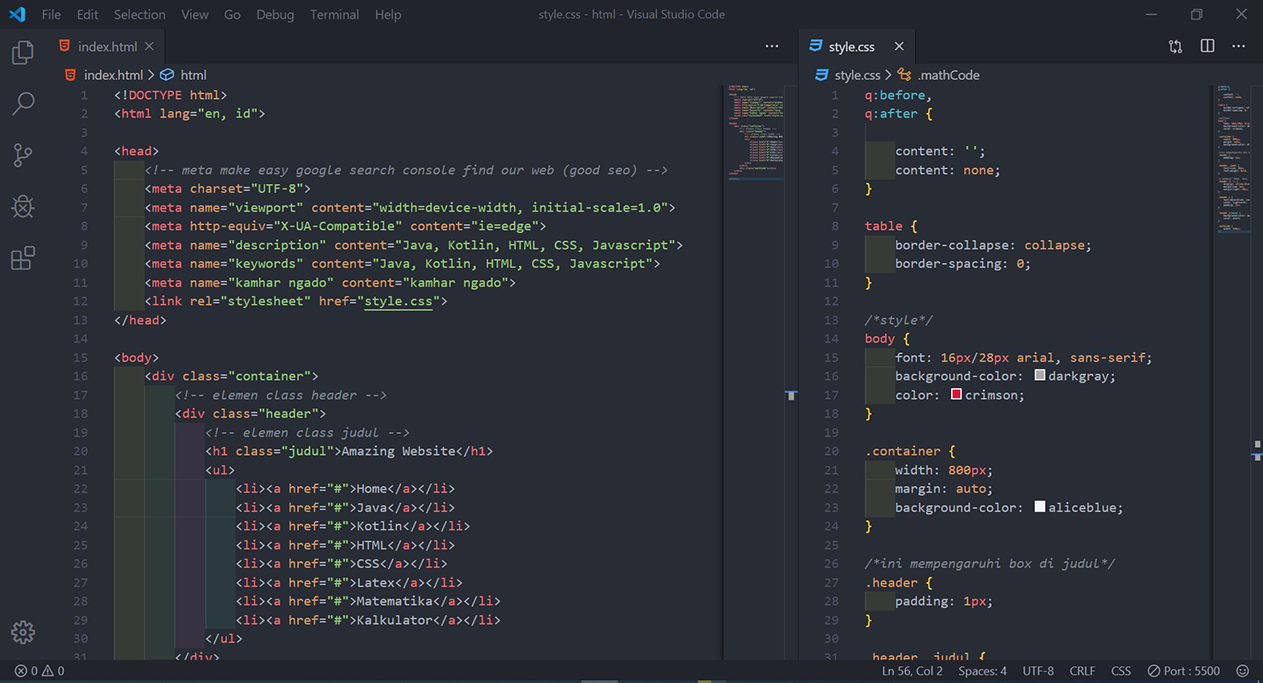 File Edit Selection View Go Debug Terminal Help
style.css - html - Visual Studio Code
index.html
index.html > html
1 <!DOCTYPE html>
2 <html lang="en, id">
3
4 <head>
5 <!-- meta make easy google search console find our web (good seo) -->
6 <meta charset="UTF-8">
7 <meta name="viewport" content="width=device-width, initial-scale=1.0">
8 <meta http-equiv="X-UA-Compatible" content="ie=edge">
9 <meta name="description" content="Java, Kotlin, HTML, CSS, Javascript">
10 <meta name="keywords" content="Java, Kotlin, HTML, CSS, Javascript">
11 <meta name="kamhar ngado" content="kamhar ngado">
12 <link rel="stylesheet" href="style.css">
13 </head>
14
15 <body>
16 <div class="container">
17 <!-- elemen class header -->
18 <div class="header">
19 <!-- elemen class judul -->
20 <h1 class="judul">Amazing Website</h1>
21 <ul>
22 <li><a href="#">Home</a></li>
23 <li><a href="#">Java</a></li>
24 <li><a href="#">Kotlin</a></li>
25 <li><a href="#">HTML</a></li>
26 <li><a href="#">CSS</a></li>
27 <li><a href="#">Latex</a></li>
28 <li><a href="#">Matematika</a></li>
29 <li><a href="#">Kalkulator</a></li>
30 </ul>
31 </div>
style.css
style.css > .mathCode
1 q:before,
2 q:after {
3
4 content: '';
5 content: none;
6 }
7
8 table {
9 border-collapse: collapse;
10 border-spacing: 0;
11 }
12
13 /*style*/
14 body {
15 font: 16px/28px arial, sans-serif;
16 background-color: darkgray;
17 color: crimson;
18 }
19
20 .container {
21 width: 800px;
22 margin: auto;
23 background-color: aliceblue;
24 }
25
26 /*ini mempengaruhi box di judul*/
27 .header {
28 padding: 1px;
29 }
30
31 .header .judul {
0 0
Ln 56, Col 2 Spaces: 4 UTF-8 CRLF CSS Port : 5500